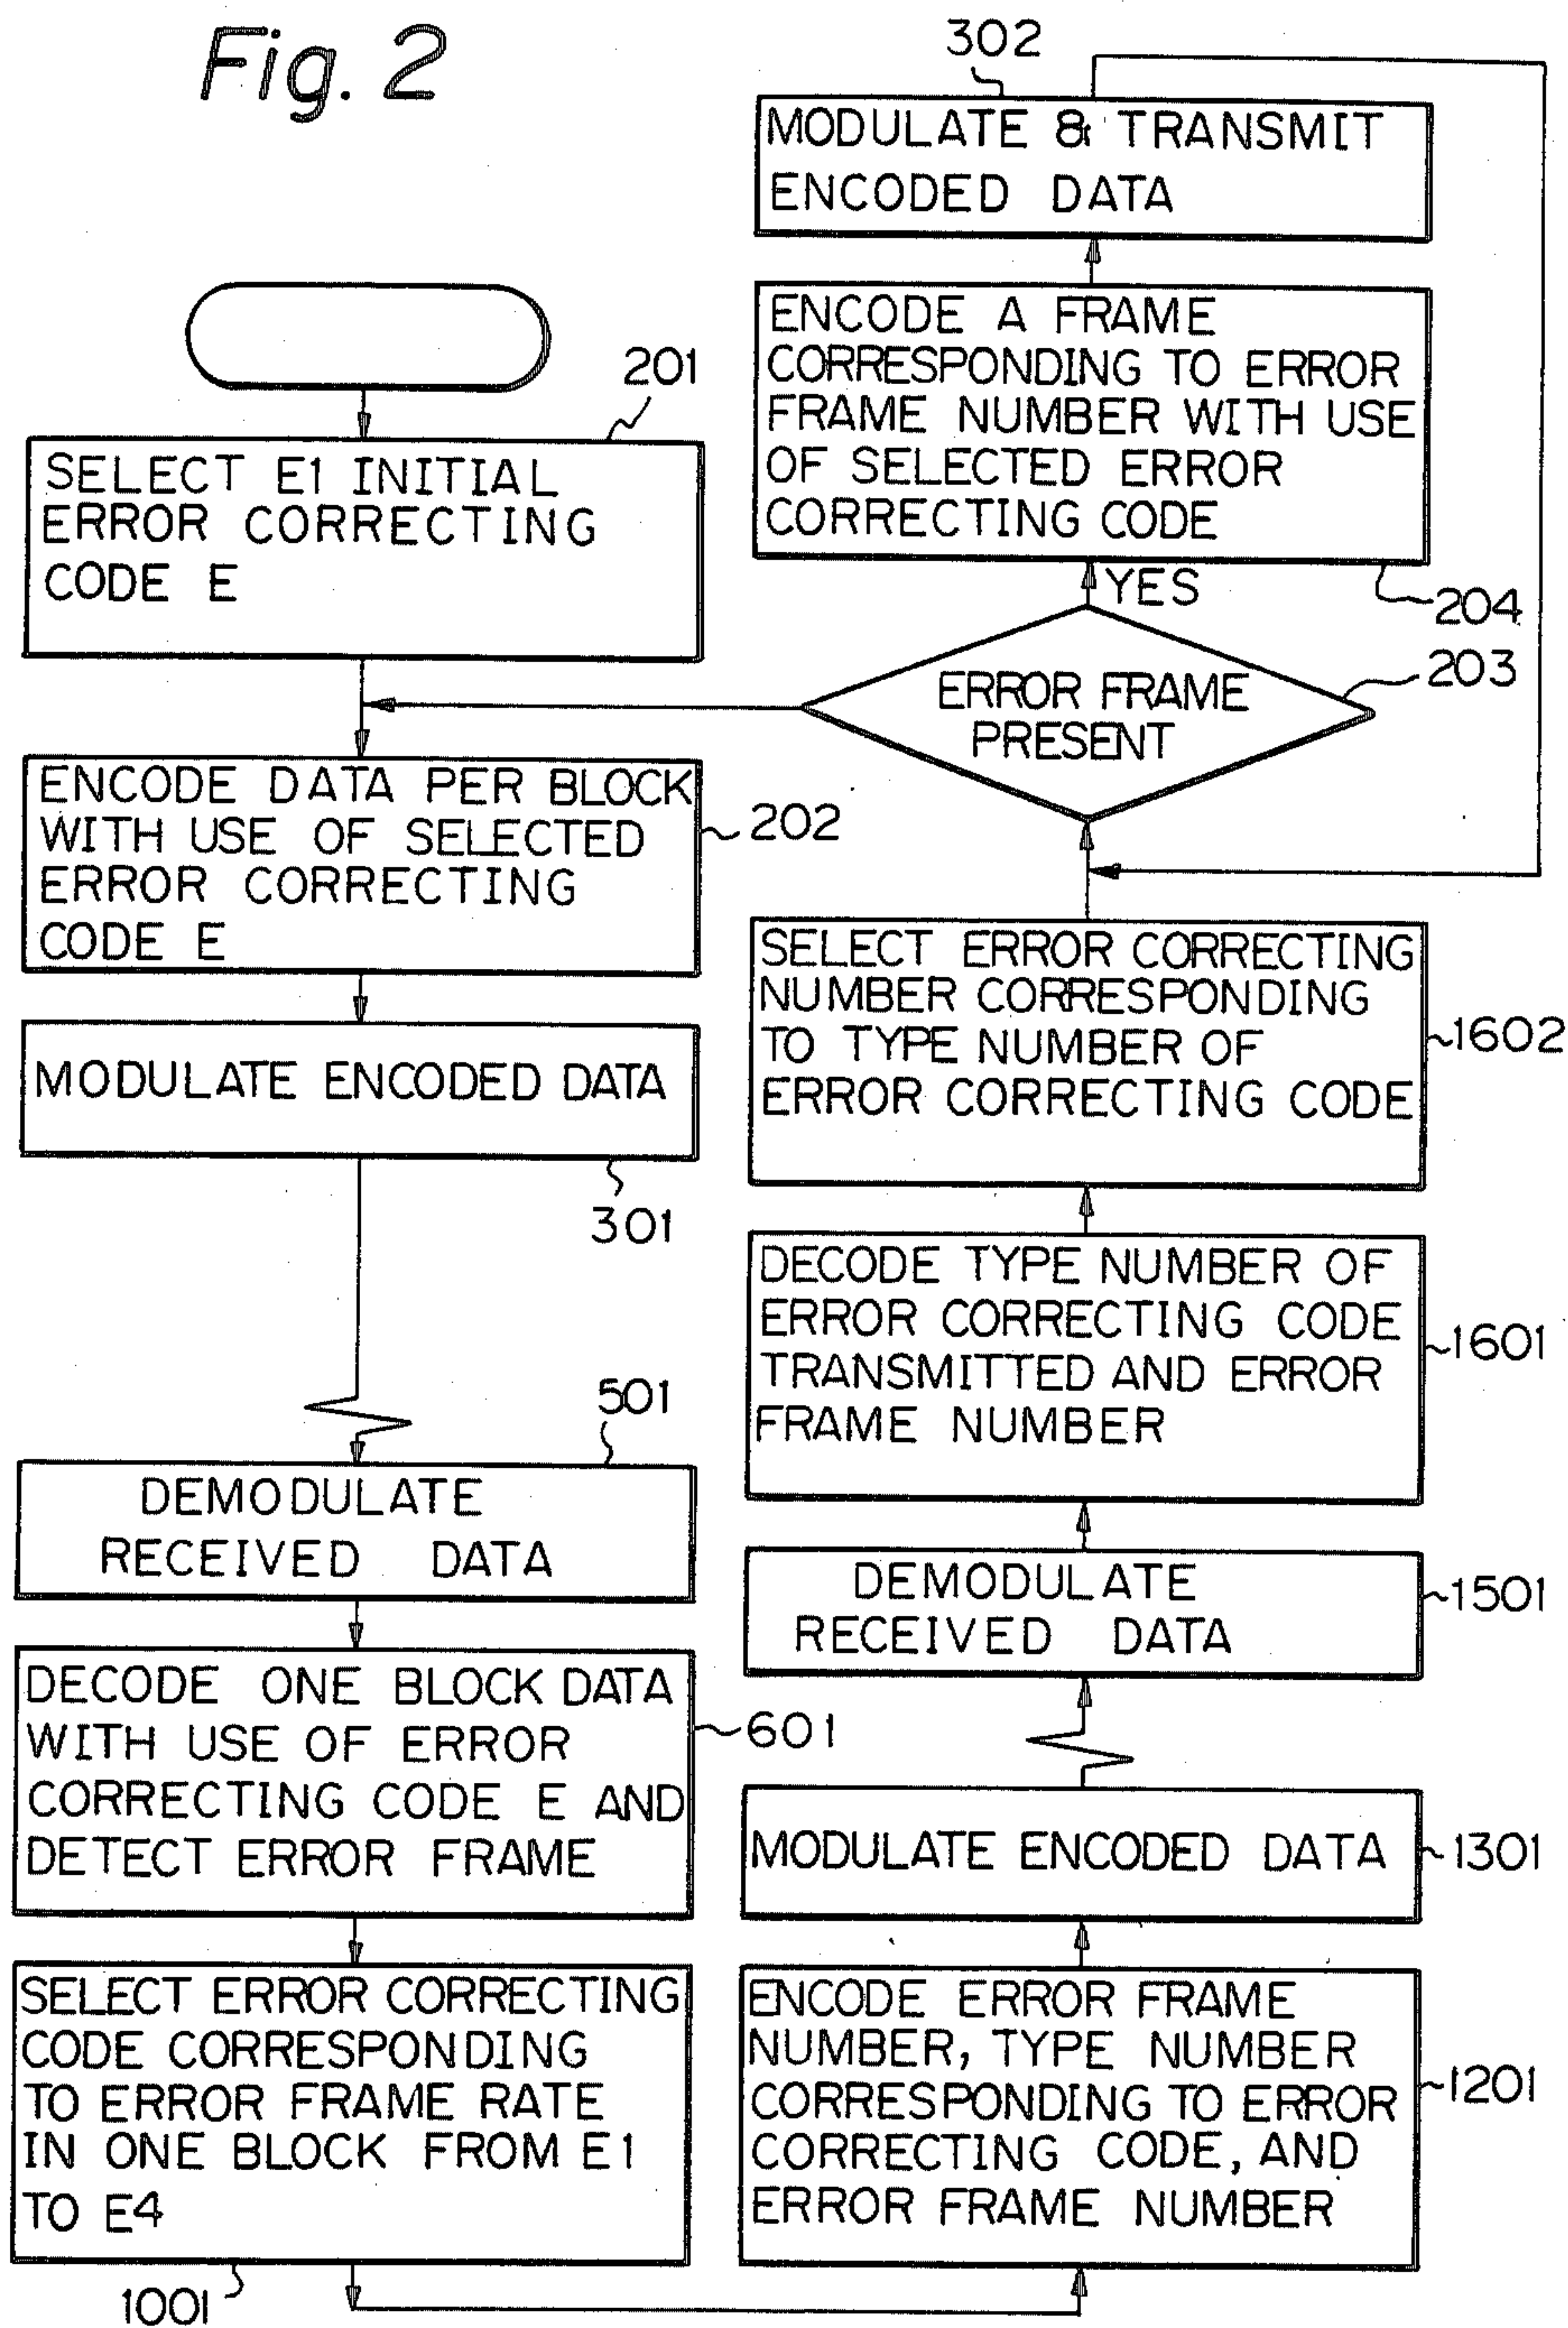 Fig. 2
201
SELECT E1 INITIAL
ERROR CORRECTING
CODE E
ENCODE DATA PER BLOCK
WITH USE OF SELECTED
ERROR CORRECTING
CODE E
202
MODULATE ENCODED DATA
301
501
DEMODULATE
RECEIVED DATA
DECODE ONE BLOCK DATA
WITH USE OF ERROR
CORRECTING CODE E AND
DETECT ERROR FRAME
601
SELECT ERROR CORRECTING
CODE CORRESPONDING
TO ERROR FRAME RATE
IN ONE BLOCK FROM E1
TO E4
1001
302
MODULATE & TRANSMIT
ENCODED DATA
ENCODE A FRAME
CORRESPONDING TO ERROR
FRAME NUMBER WITH USE
OF SELECTED ERROR
CORRECTING CODE
YES
204
ERROR FRAME
PRESENT
203
SELECT ERROR CORRECTING
NUMBER CORRESPONDING
TO TYPE NUMBER OF
ERROR CORRECTING CODE
1602
DECODE TYPE NUMBER OF
ERROR CORRECTING CODE
TRANSMITTED AND ERROR
FRAME NUMBER
1601
DEMODULATE
RECEIVED DATA
1501
MODULATE ENCODED DATA
1301
ENCODE ERROR FRAME
NUMBER, TYPE NUMBER
CORRESPONDING TO ERROR
CORRECTING CODE, AND
ERROR FRAME NUMBER
1201